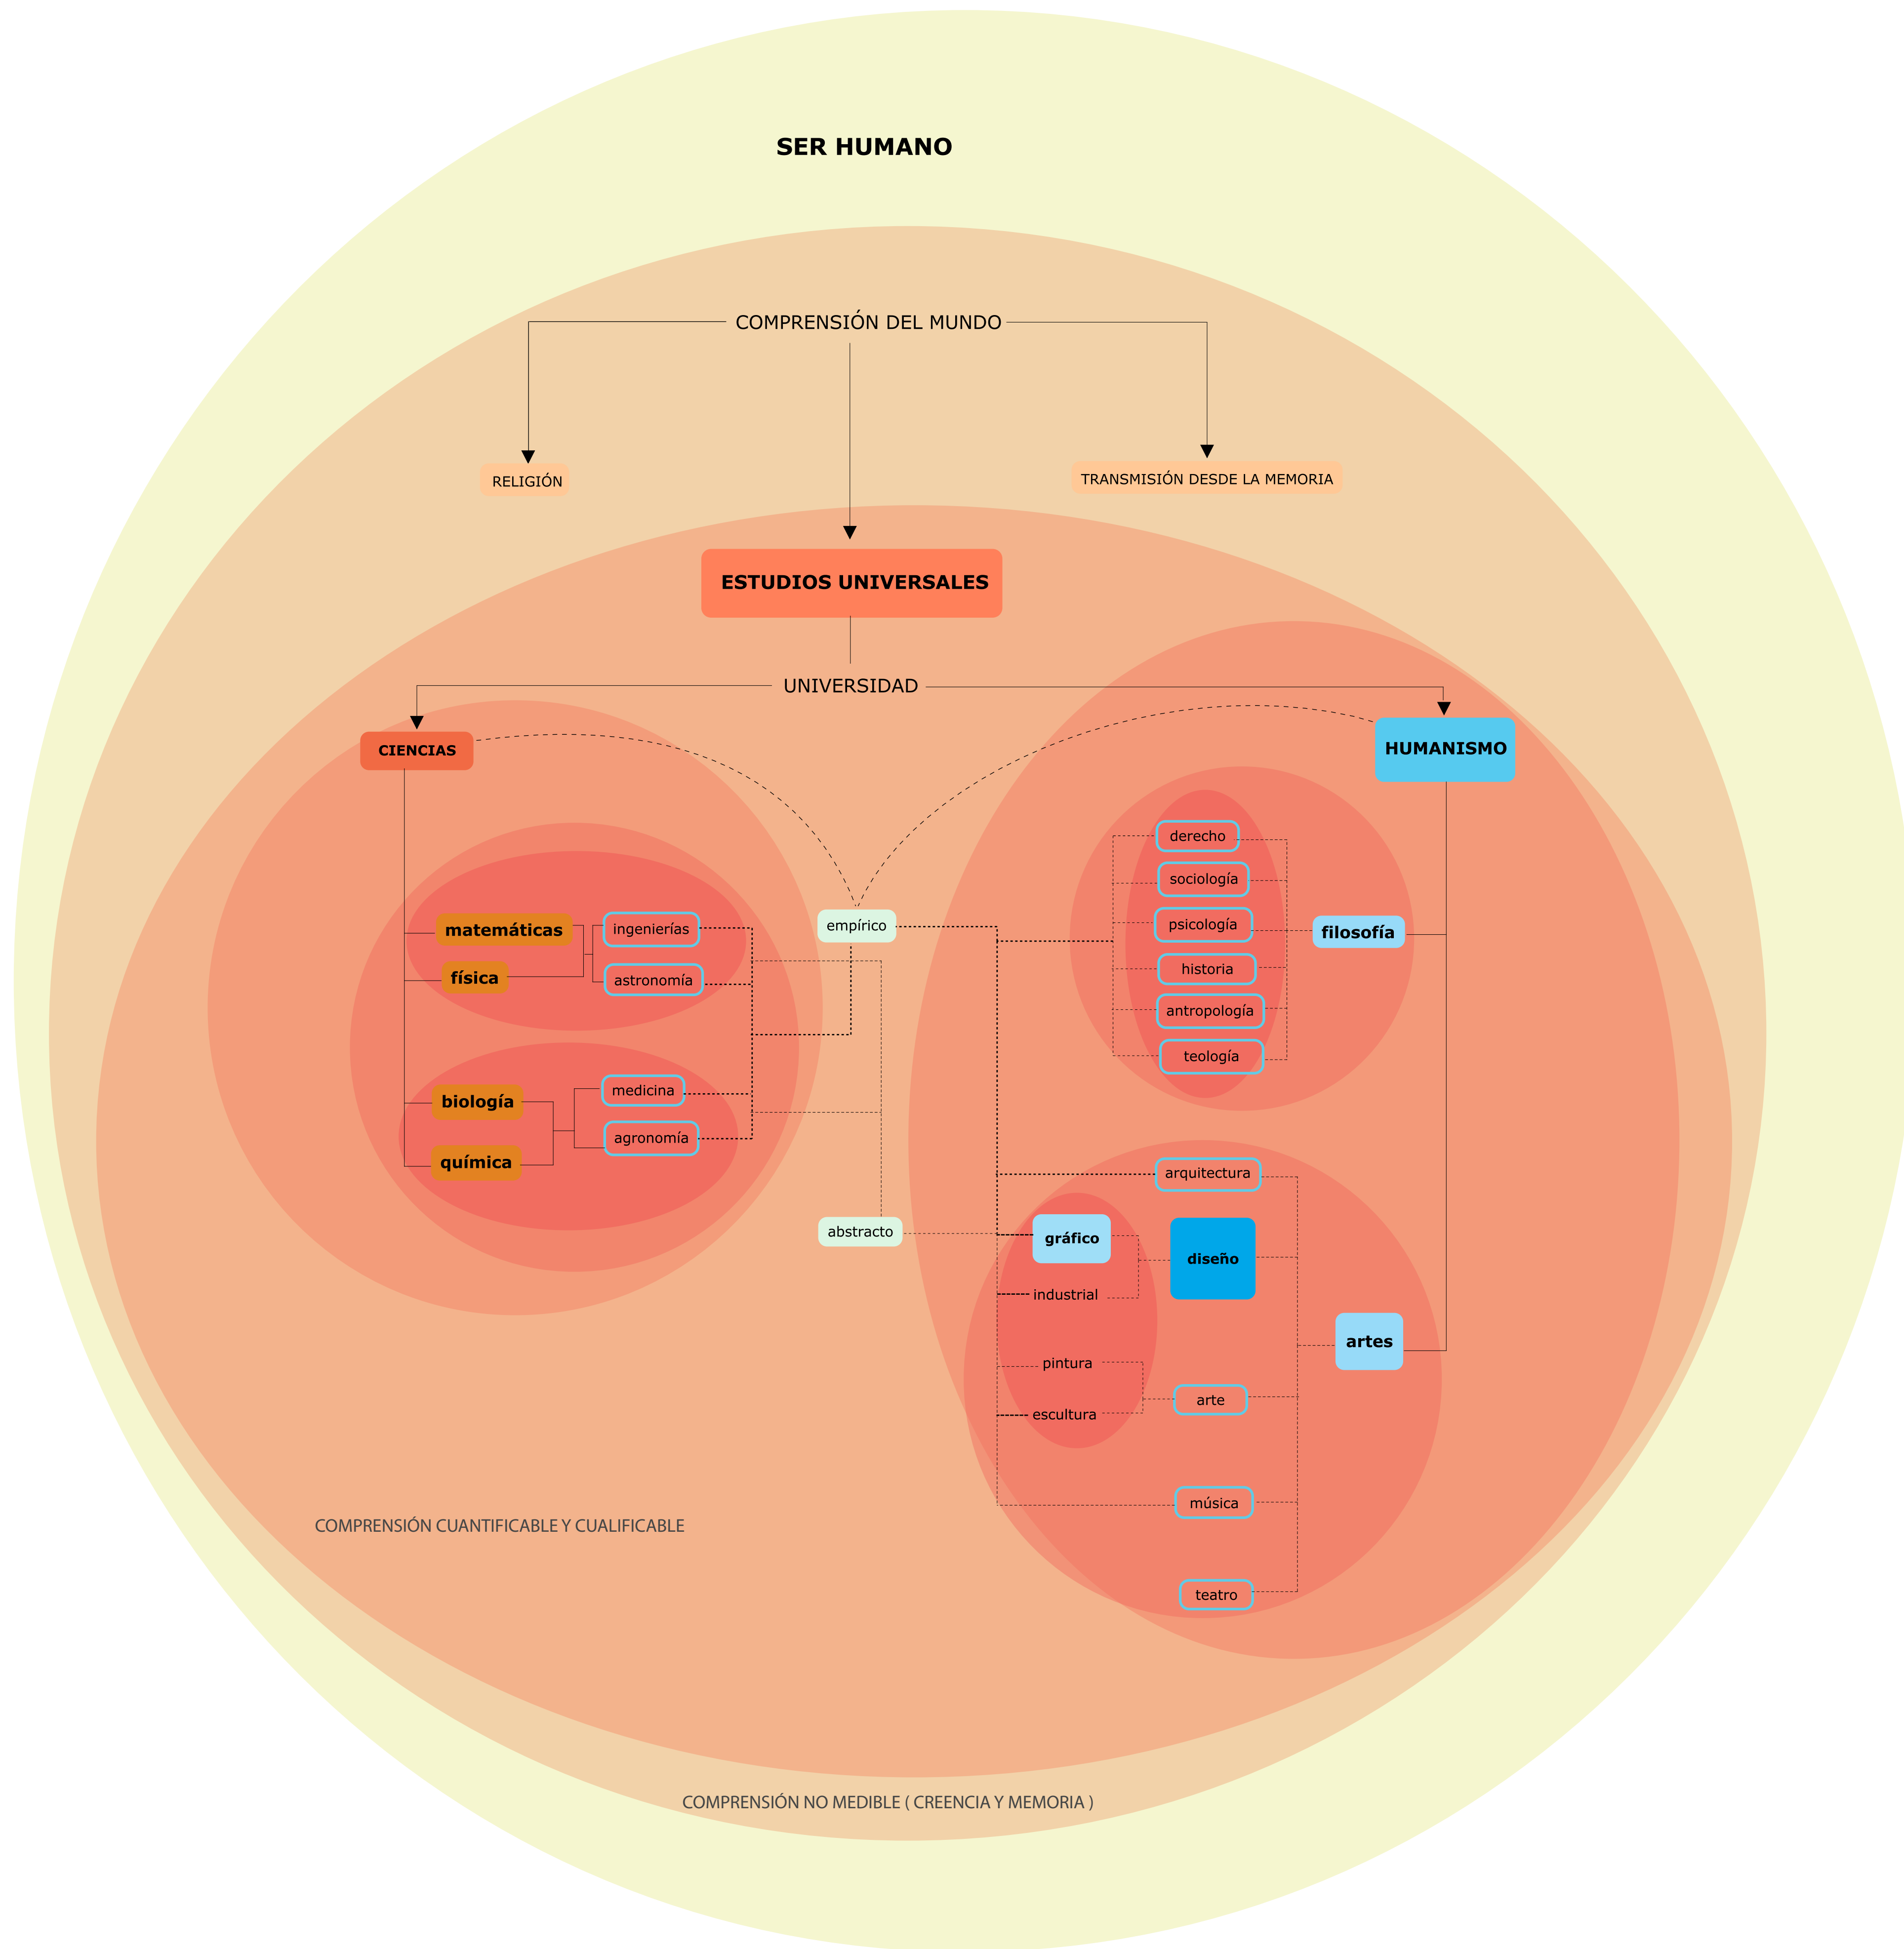 SER HUMANO
COMPRENSIÓN DEL MUNDO
RELIGIÓN
TRANSMISIÓN DESDE LA MEMORIA
ESTUDIOS UNIVERSALES
UNIVERSIDAD
CIENCIAS
HUMANISMO
matemáticas
física
ingenierías
astronomía
biología
química
medicina
agronomía
empírico
abstracto
derecho
sociología
psicología
historia
antropología
teología
filosofía
arquitectura
gráfico
industrial
diseño
pintura
escultura
arte
artes
música
teatro
COMPRENSIÓN CUANTIFICABLE Y CUALIFICABLE
COMPRENSIÓN NO MEDIBLE ( CREENCIA Y MEMORIA )